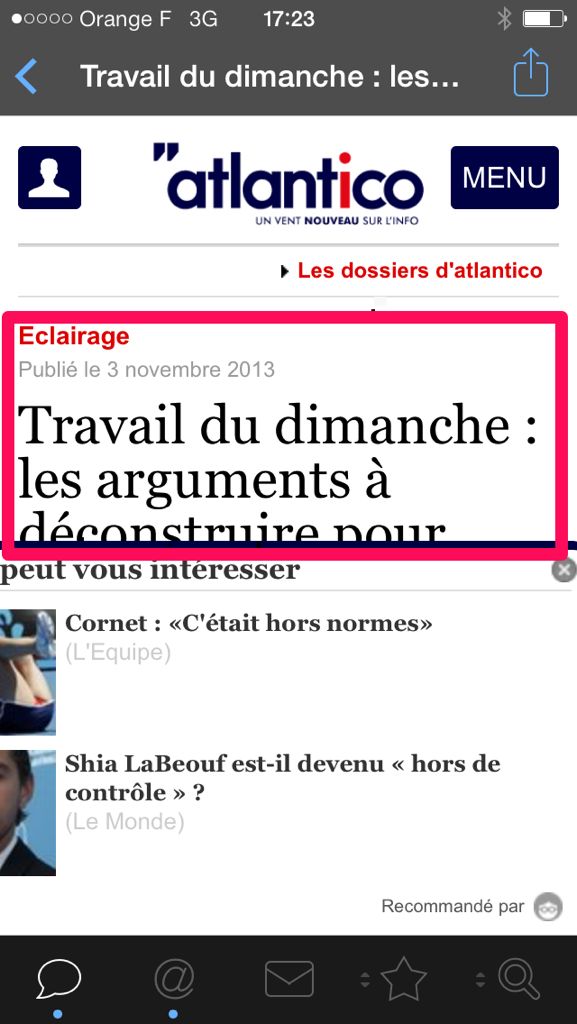 Orange F 3G 17:23
Travail du dimanche : les...
"atlantico
UN VENT NOUVEAU SUR L'INFO
MENU
Les dossiers d'atlantico
Eclairage
Publié le 3 novembre 2013
Travail du dimanche :
les arguments à
déconstruire pour
peut vous intéresser
Cornet : «C'était hors normes»
(L'Equipe)
Shia LaBeouf est-il devenu « hors de
contrôle » ?
(Le Monde)
Recommandé par